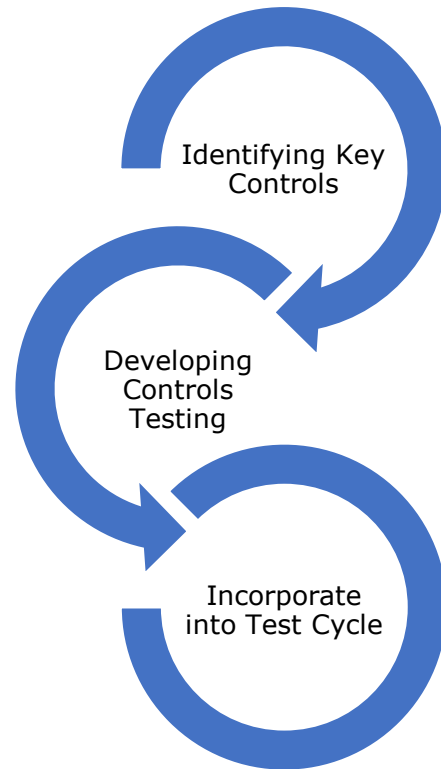 Identifying Key
Controls
Developing
Controls
Testing
Incorporate
into Test Cycle